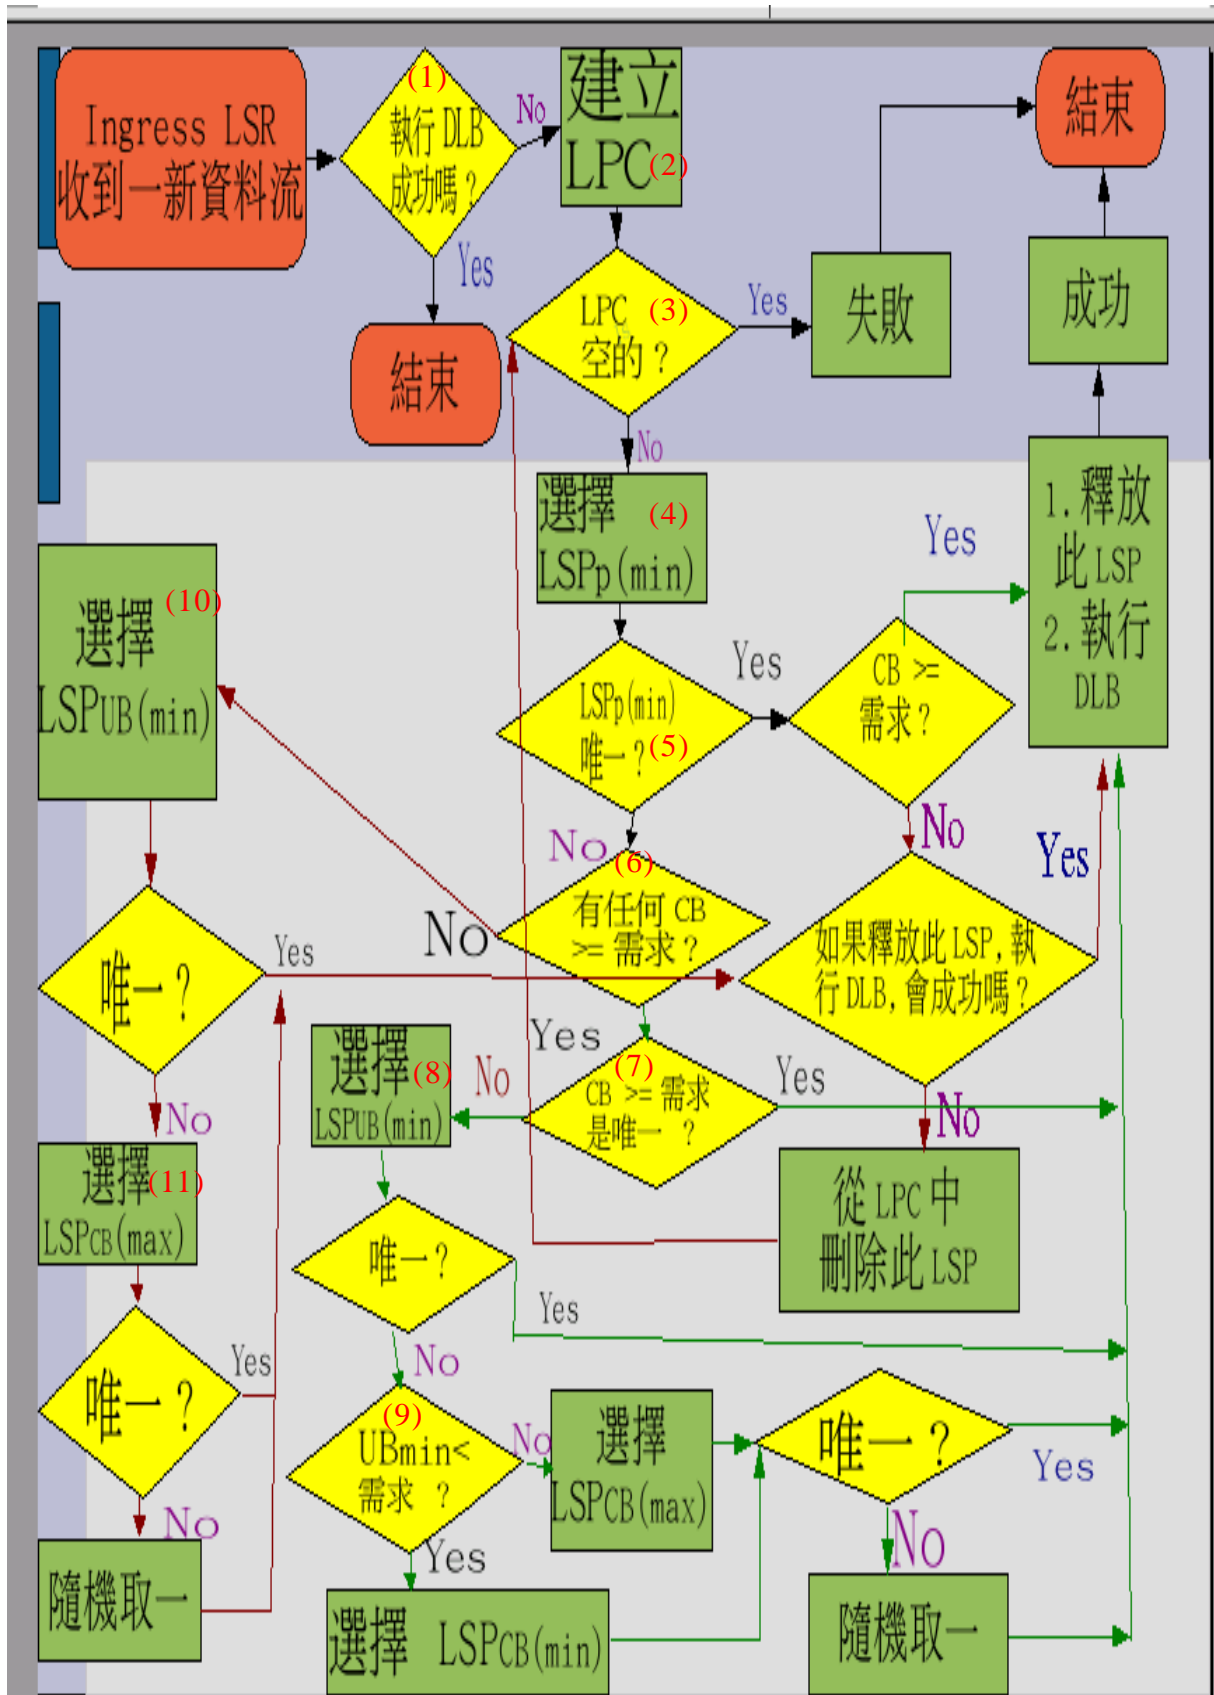 Ingress LSR
收到一新資料流
(1)
執行 DLB
成功嗎？
No
Yes
結束
建立
LPC
(2)
LPC
(3)
空的？
Yes
失敗
結束
成功
No
選擇
(4)
LSPp(min)
LSPp(min)
唯一？
(5)
Yes
CB >=
需求？
Yes
1.釋放
此 LSP
2.執行
DLB
No
No
(6)
有任何 CB
>= 需求？
No
如果釋放此 LSP,執
行 DLB,會成功嗎？
Yes
選擇
(10)
LSPUB(min)
唯一？
Yes
Yes
(7)
CB >= 需求
是唯一 ？
Yes
No
No
從 LPC 中
刪除此 LSP
選擇
(8)
LSPUB(min)
唯一？
Yes
No
No
選擇
(11)
LSPCB(max)
唯一？
Yes
No
隨機取一
(9)
UBmin<
需求 ？
No
選擇
LSPCB(max)
Yes
選擇 LSPCB(min)
唯一？
Yes
No
隨機取一